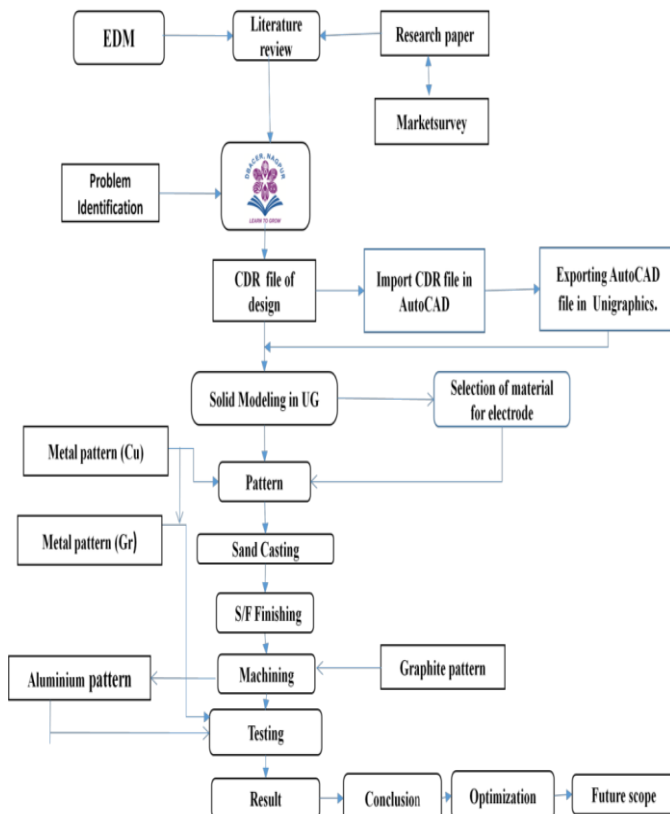 EDM
Literature
review
Research paper
Marketsurvey
Problem
Identification
DBACER, NAGPUR
LEARN TO GROW
CDR file of
design
Import CDR file in
AutoCAD
Exporting AutoCAD
file in Unigraphics.
Solid Modeling in UG
Selection of material
for electrode
Metal pattern (Cu)
Pattern
Metal pattern (Gr)
Sand Casting
S/F Finishing
Machining
Graphite pattern
Aluminium pattern
Testing
Result
Conclusion
Optimization
Future scope